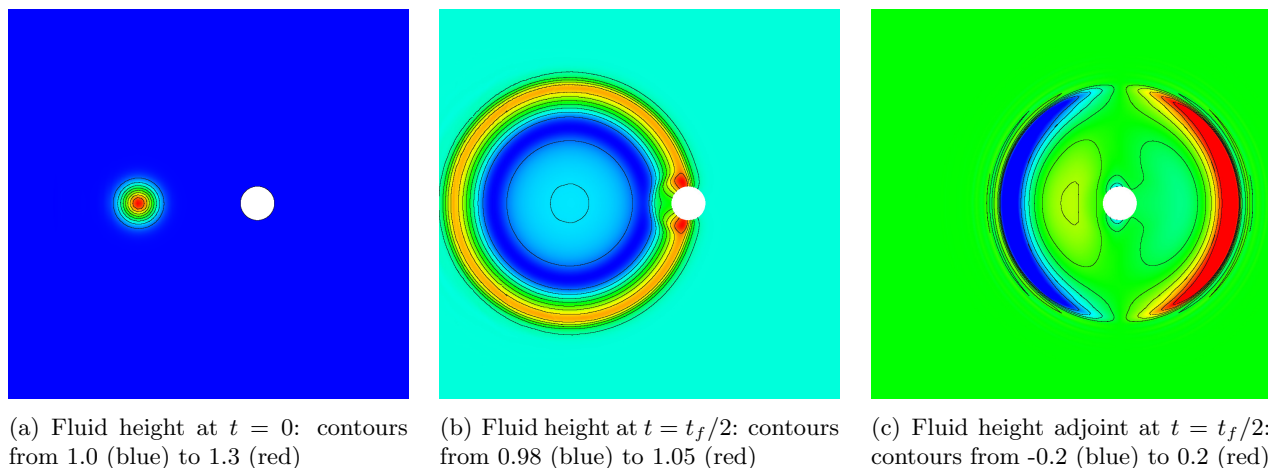 (a) Fluid height at t = 0: contours
from 1.0 (blue) to 1.3 (red)
(b) Fluid height at t = t_f/2: contours
from 0.98 (blue) to 1.05 (red)
(c) Fluid height adjoint at t = t_f/2:
contours from -0.2 (blue) to 0.2 (red)